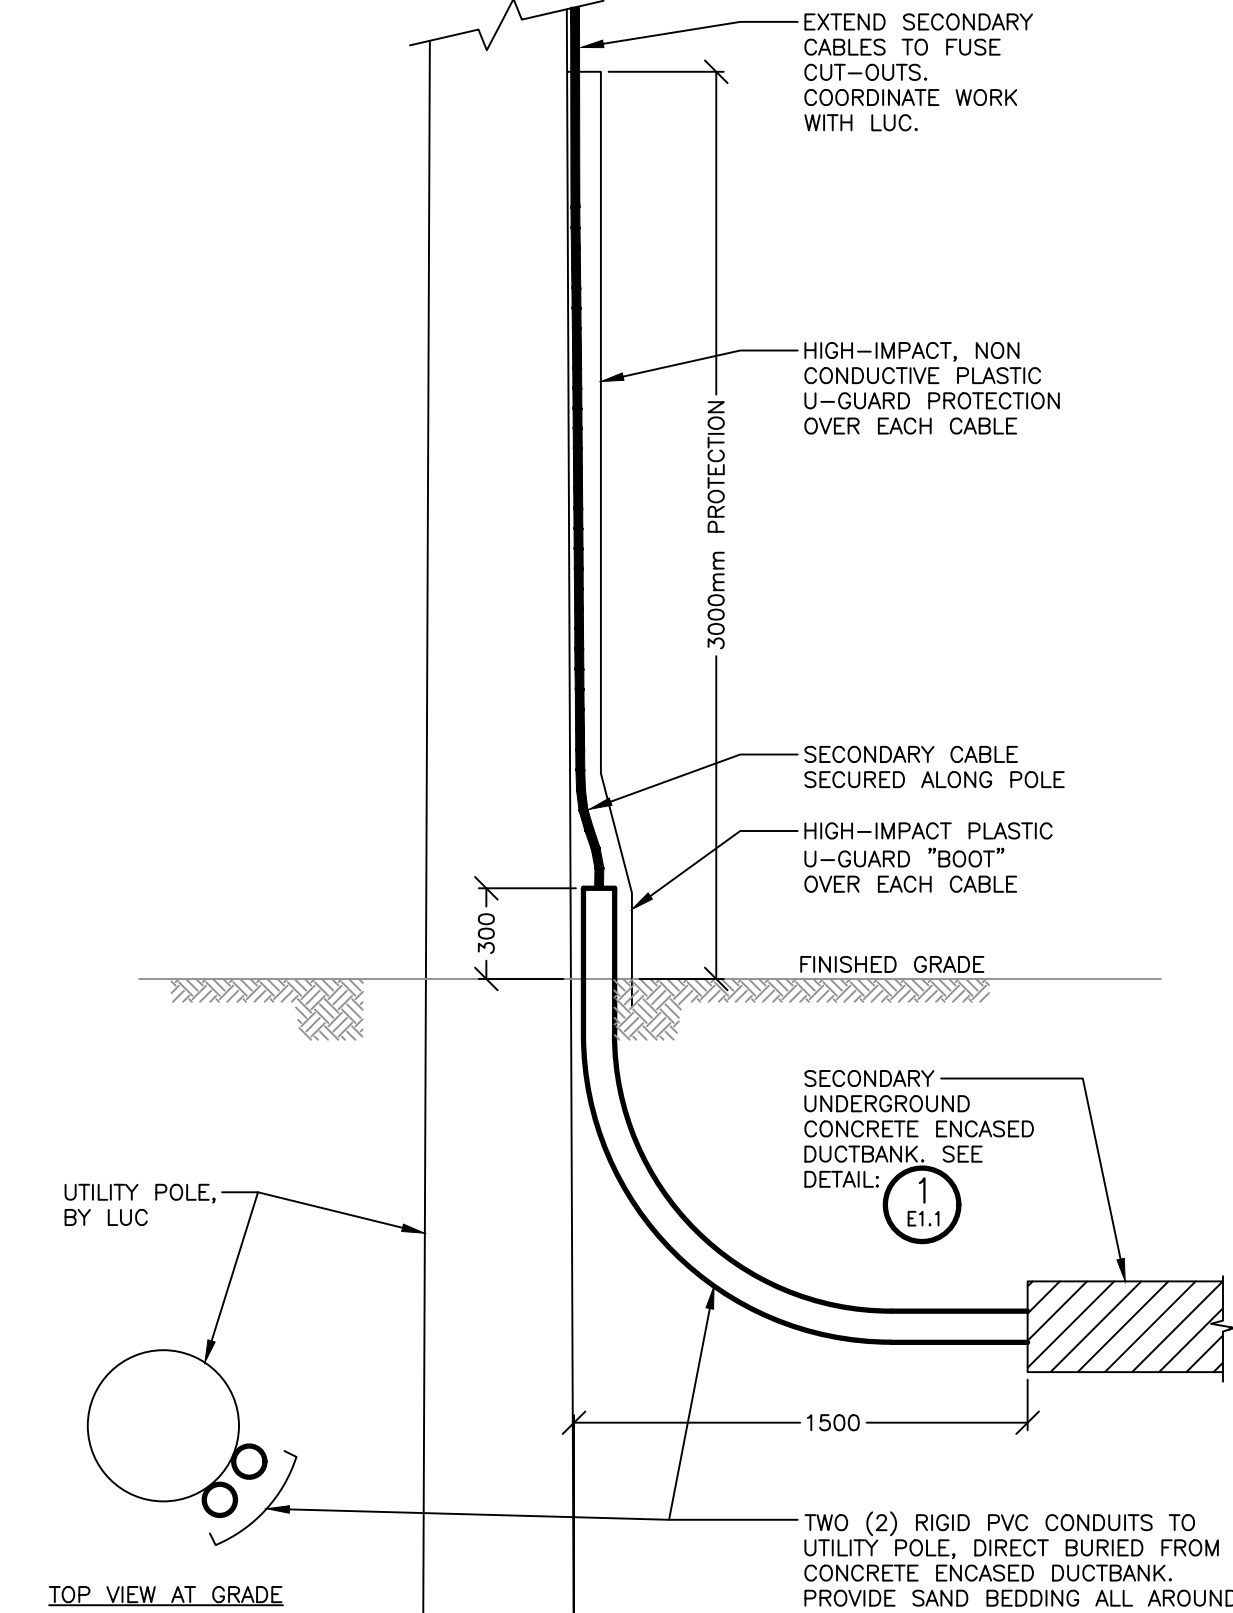 EXTEND SECONDARY
CABLES TO FUSE
CUT-OUTS.
COORDINATE WORK
WITH LUC.
HIGH-IMPACT, NON
CONDUCTIVE PLASTIC
U-GUARD PROTECTION
OVER EACH CABLE
3000mm PROTECTION
SECONDARY CABLE
SECURED ALONG POLE
HIGH-IMPACT PLASTIC
U-GUARD "BOOT"
OVER EACH CABLE
300
FINISHED GRADE
SECONDARY
UNDERGROUND
CONCRETE ENCASED
DUCTBANK. SEE
DETAIL:
1
E1.1
UTILITY POLE,
BY LUC
1500
TWO (2) RIGID PVC CONDUITS TO
UTILITY POLE, DIRECT BURIED FROM
CONCRETE ENCASED DUCTBANK.
PROVIDE SAND BEDDING ALL AROUND
TOP VIEW AT GRADE